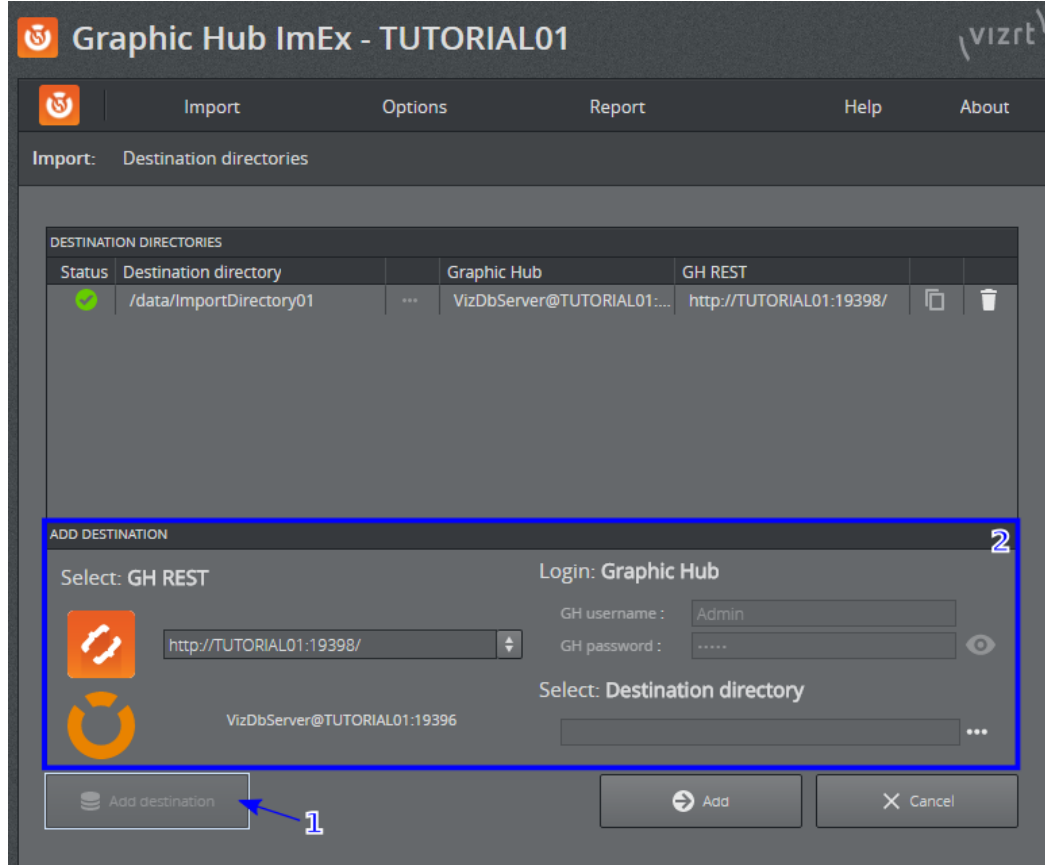 Graphic Hub ImEx - TUTORIAL01
vizrt
Import Options Report Help About
Import: Destination directories
DESTINATION DIRECTORIES
Status Destination directory ... Graphic Hub GH REST
/data/ImportDirectory01 ... VizDbServer@TUTORIAL01:... http://TUTORIAL01:19398/
ADD DESTINATION
2
Select: GH REST
http://TUTORIAL01:19398/
VizDbServer@TUTORIAL01:19396
Login: Graphic Hub
GH username : Admin
GH password : •••••
Select: Destination directory
...
Add destination
1
Add
Cancel